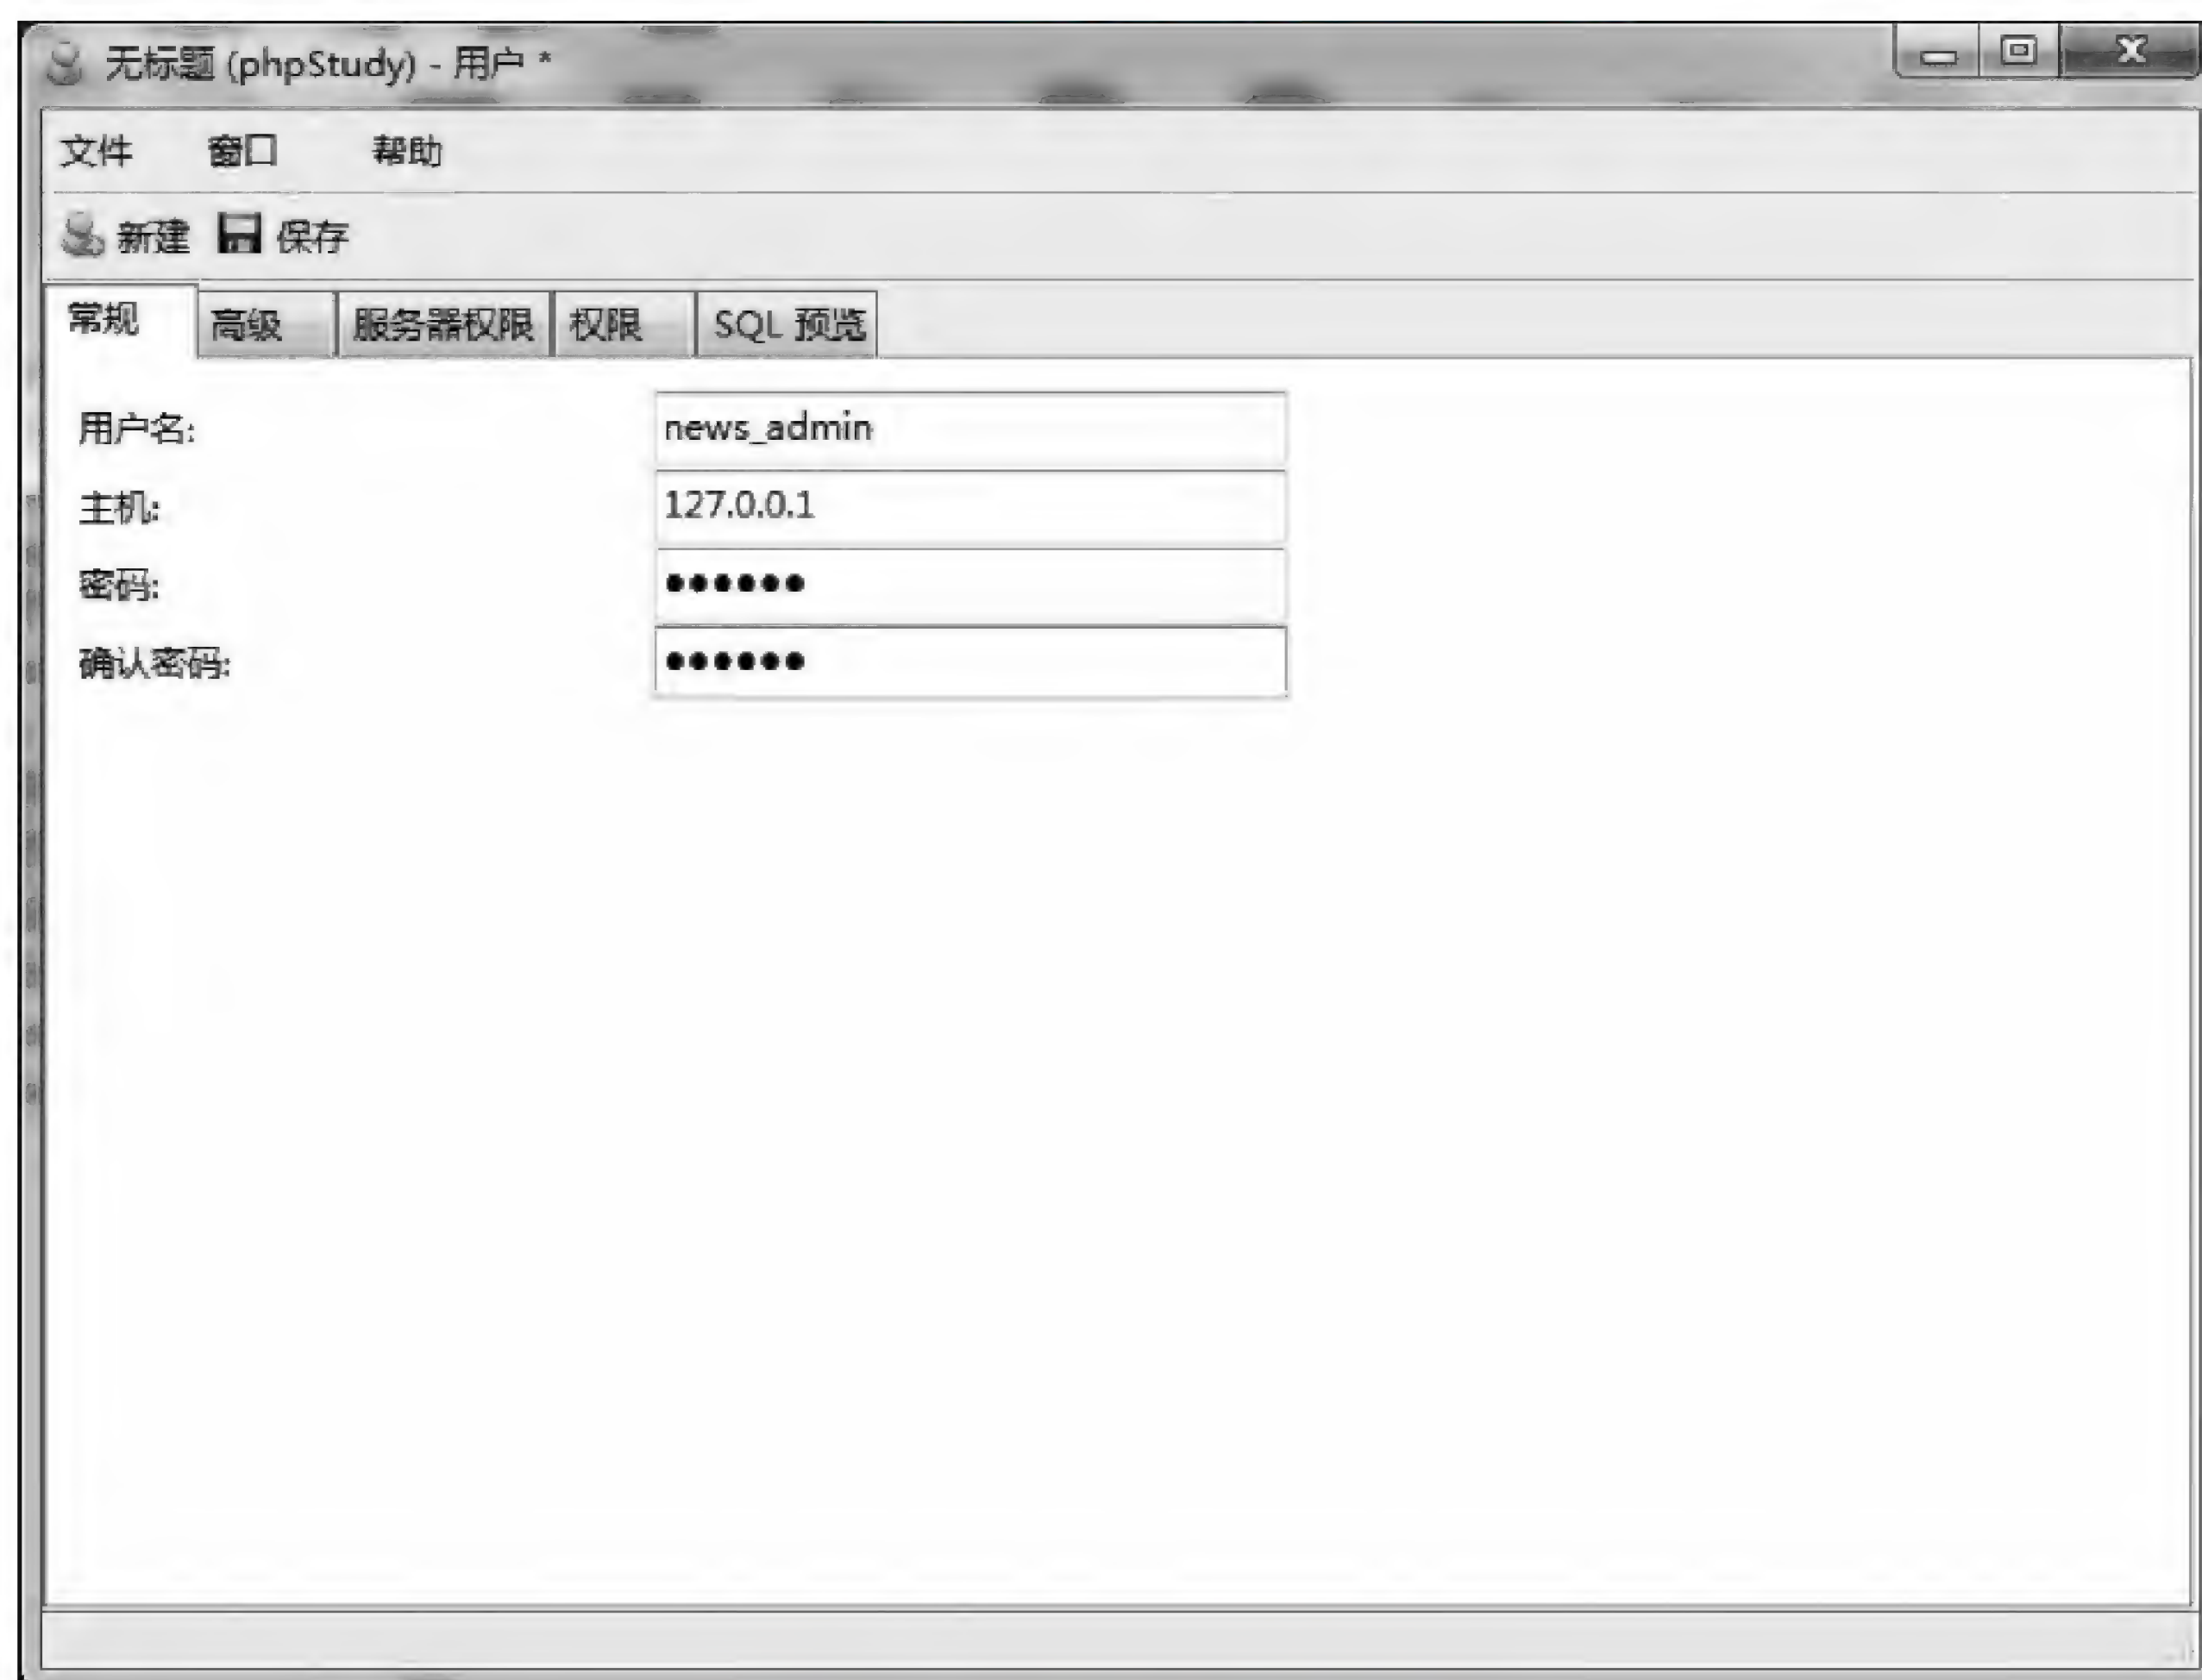 无标题 (phpStudy) - 用户 *
文件 窗口 帮助
新建 保存
常规 高级 服务器权限 权限 SQL 预览
用户名: news_admin
主机: 127.0.0.1
密码: ●●●●●●
确认密码: ●●●●●●